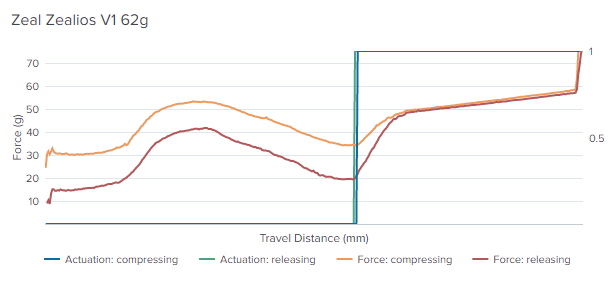 Zeal Zealios V1 62g
70
60
50
40
30
20
10
Force (g)
1
0.5
Travel Distance (mm)
Actuation: compressing
Actuation: releasing
Force: compressing
Force: releasing